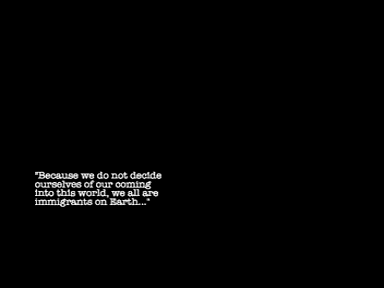 "Because we do not decide
ourselves of our coming
into this world, we all are
immigrants on Earth..."